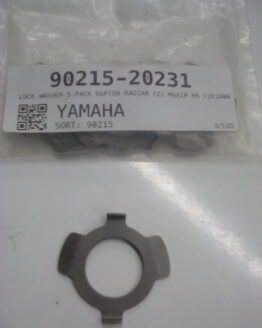 90215-20231
LOCK WASHER 5-PACK RAPTOR RADIAN FZ1 MAXIM R6 FZR1000
YAMAHA
SORT: 90215